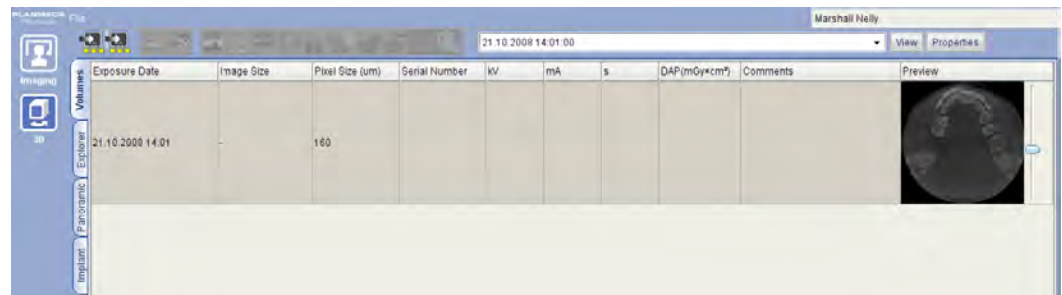 PLANMECA File
Marshall Nelly
21.10.2008 14:01:00 View Properties
Imaging
3D
Volumes
Explorer
Panoramic
Implant
Exposure Date Image Size Pixel Size (um) Serial Number kV mA s DAP(mGy×cm²) Comments Preview
21.10.2008 14:01 - 160